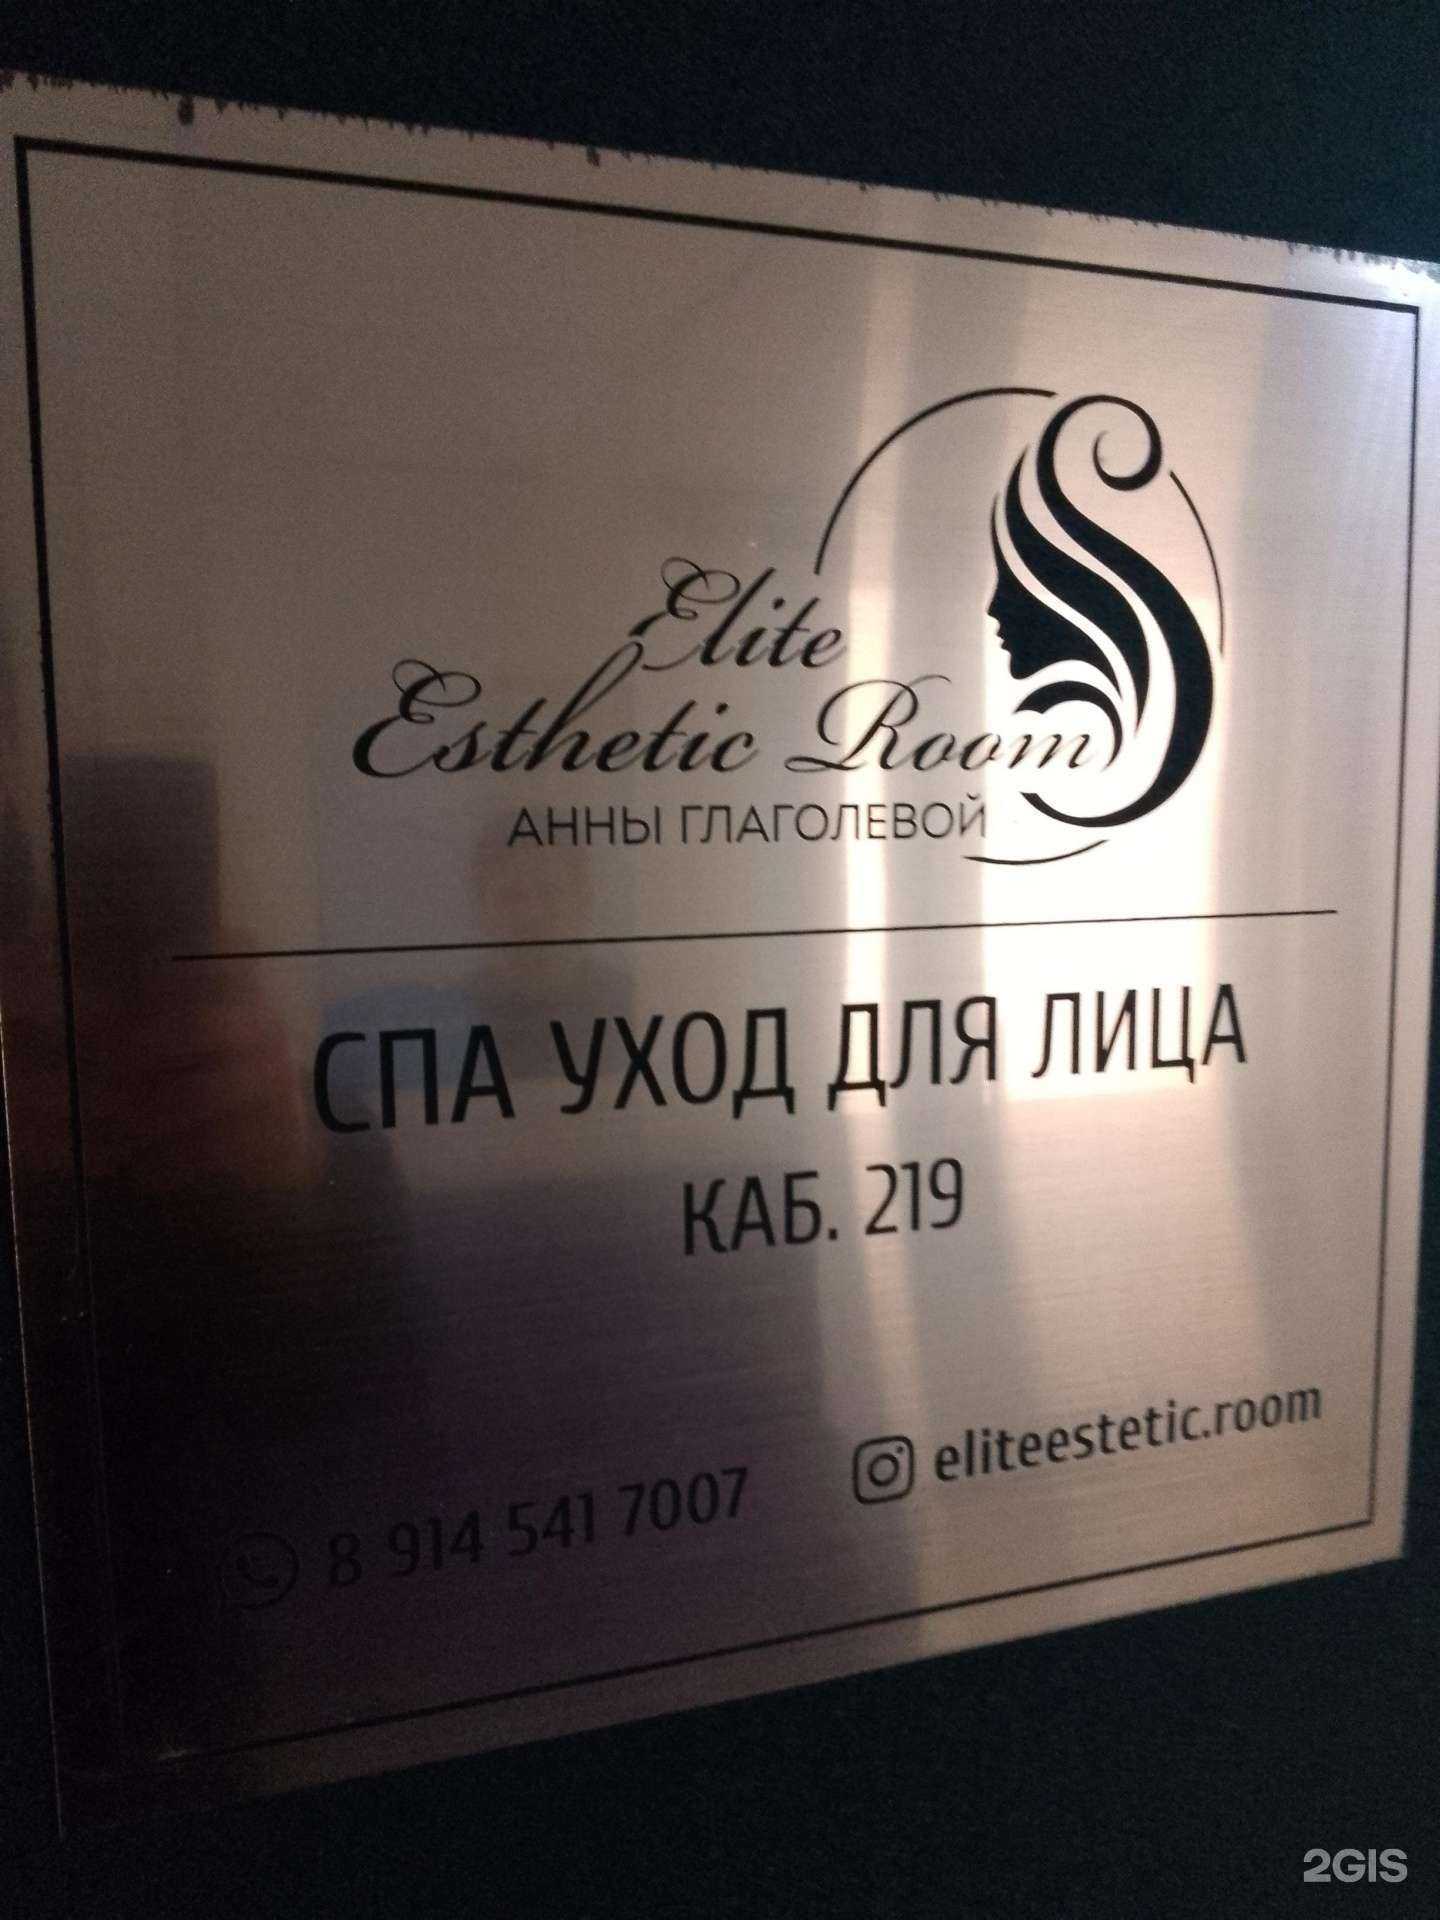 Elite
Esthetic Room
АННЫ ГЛАГОЛЕВОЙ
СПА УХОД ДЛЯ ЛИЦА
КАБ. 219
8 914 541 7007
eliteestetic.room
2GIS